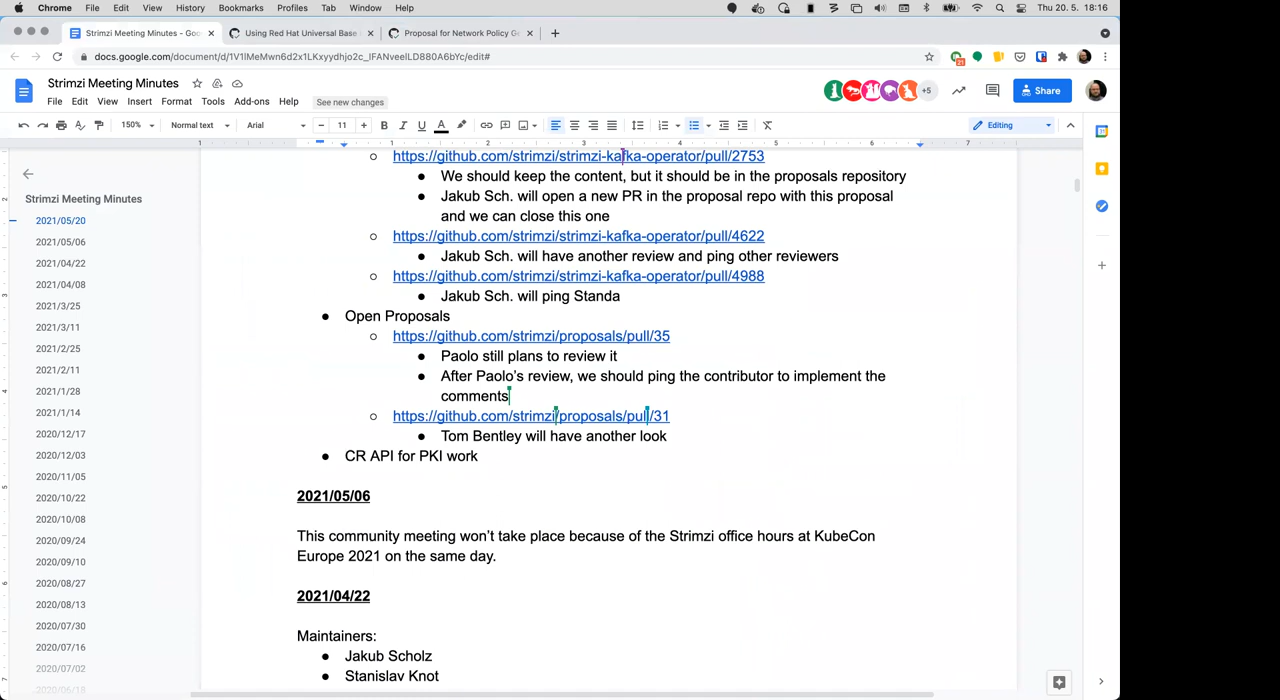 Chrome File Edit View History Bookmarks Profiles Tab Window Help Thu 20. 5. 18:16
Strimzi Meeting Minutes - Goo Using Red Hat Universal Base Proposal for Network Policy Ge
docs.google.com/document/d/1V1lMeMwn6d2x1LKxyydhjo2c_lFANveelLD880A6bYc/edit#
21
Strimzi Meeting Minutes
File Edit View Insert Format Tools Add-ons Help See new changes
+5
Share
150% Normal text Arial 11 Editing
1 1 2 3 4 5 6 7
Strimzi Meeting Minutes
2021/05/20
2021/05/06
2021/04/22
2021/04/08
2021/3/25
2021/3/11
2021/2/25
2021/2/11
2021/1/28
2021/1/14
2020/12/17
2020/12/03
2020/11/05
2020/10/22
2020/10/08
2020/09/24
2020/09/10
2020/08/27
2020/08/13
2020/07/30
2020/07/16
2020/07/02
2020/06/18
https://github.com/strimzi/strimzi-kafka-operator/pull/2753
We should keep the content, but it should be in the proposals repository
Jakub Sch. will open a new PR in the proposal repo with this proposal
and we can close this one
https://github.com/strimzi/strimzi-kafka-operator/pull/4622
Jakub Sch. will have another review and ping other reviewers
https://github.com/strimzi/strimzi-kafka-operator/pull/4988
Jakub Sch. will ping Standa
Open Proposals
https://github.com/strimzi/proposals/pull/35
Paolo still plans to review it
After Paolo’s review, we should ping the contributor to implement the
comments
https://github.com/strimzi/proposals/pull/31
Tom Bentley will have another look
CR API for PKI work
2021/05/06
This community meeting won’t take place because of the Strimzi office hours at KubeCon
Europe 2021 on the same day.
2021/04/22
Maintainers:
Jakub Scholz
Stanislav Knot